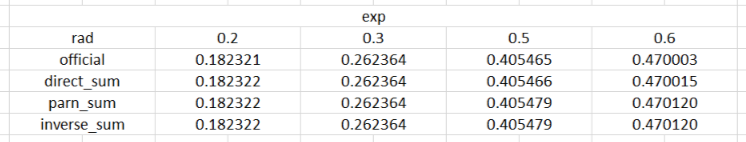 exp
rad 0.2 0.3 0.5 0.6
official 0.182321 0.262364 0.405465 0.470003
direct_sum 0.182322 0.262364 0.405466 0.470015
parn_sum 0.182322 0.262364 0.405479 0.470120
inverse_sum 0.182322 0.262364 0.405479 0.470120